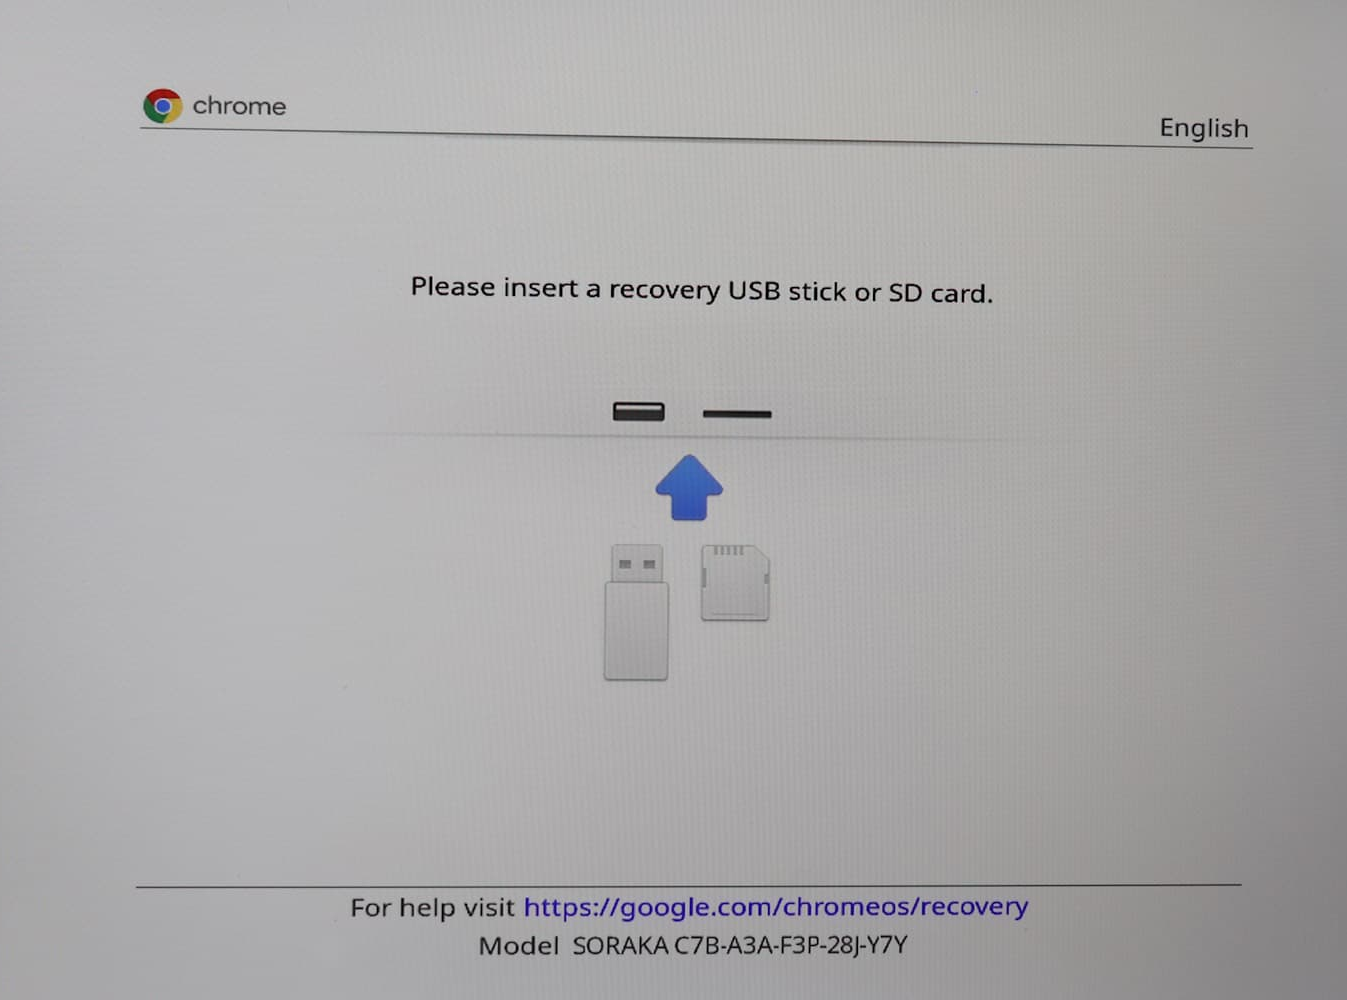 chrome
English
Please insert a recovery USB stick or SD card.
For help visit https://google.com/chromeos/recovery
Model SORAKA C7B-A3A-F3P-28J-Y7Y